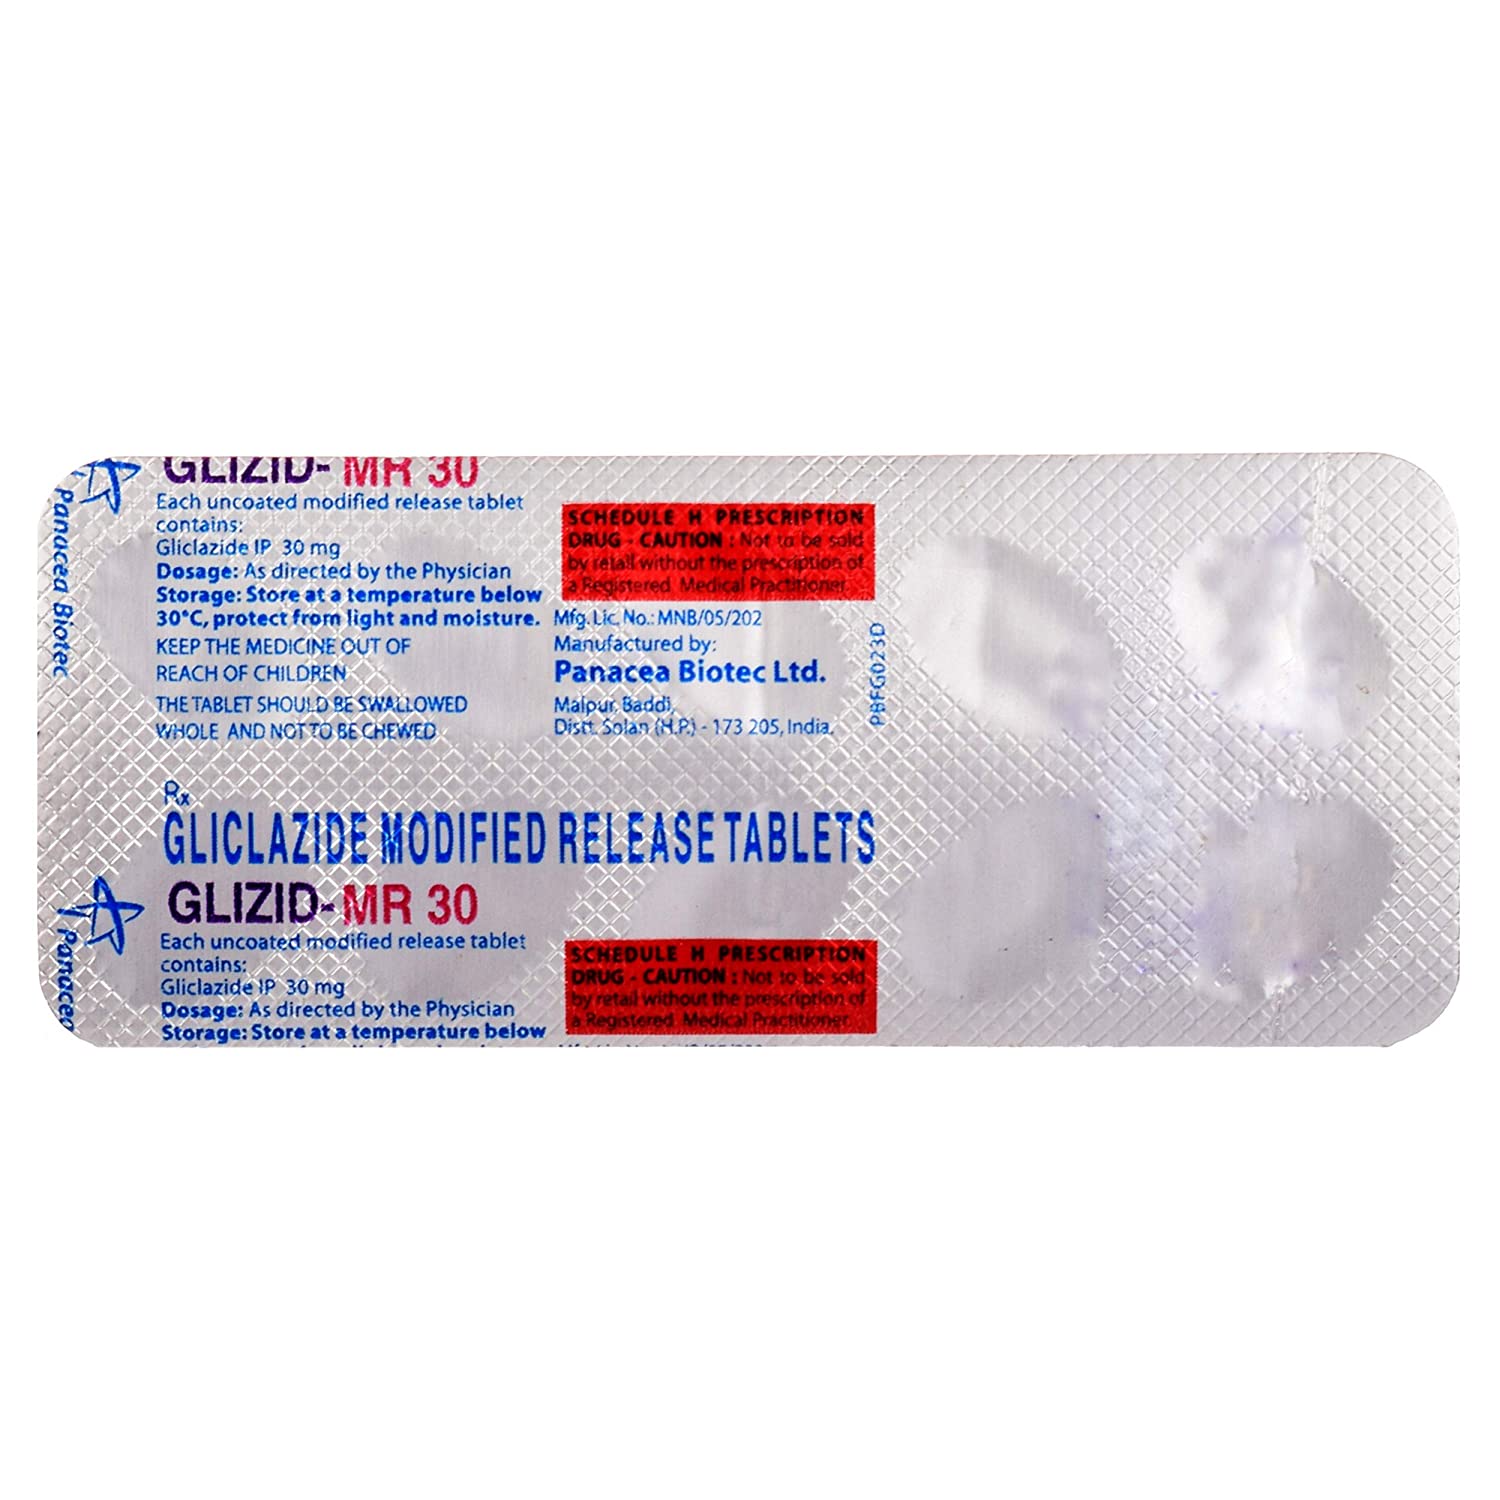 GLIZID- MR 30
Each uncoated modified release tablet
contains:
Gliclazide IP 30 mg
Dosage: As directed by the Physician
Storage: Store at a temperature below
30°C, protect from light and moisture.
KEEP THE MEDICINE OUT OF
REACH OF CHILDREN
THE TABLET SHOULD BE SWALLOWED
WHOLE AND NOT TO BE CHEWED
SCHEDULE H PRESCRIPTION
DRUG - CAUTION : Not to be sold
by retail without the prescription of
a Registered Medical Practitioner
Mfg. Lic. No.: MNB/05/202
Manufactured by:
Panacea Biotec Ltd.
Malpur, Baddi,
Distt. Solan (H.P.) - 173 205, India.
PBFG023D
Panacea Biotec
Rx
GLICLAZIDE MODIFIED RELEASE TABLETS
GLIZID- MR 30
Each uncoated modified release tablet
contains:
Gliclazide IP 30 mg
Dosage: As directed by the Physician
Storage: Store at a temperature below
SCHEDULE H PRESCRIPTION
DRUG - CAUTION : Not to be sold
by retail without the prescription of
a Registered Medical Practitioner
Panacea